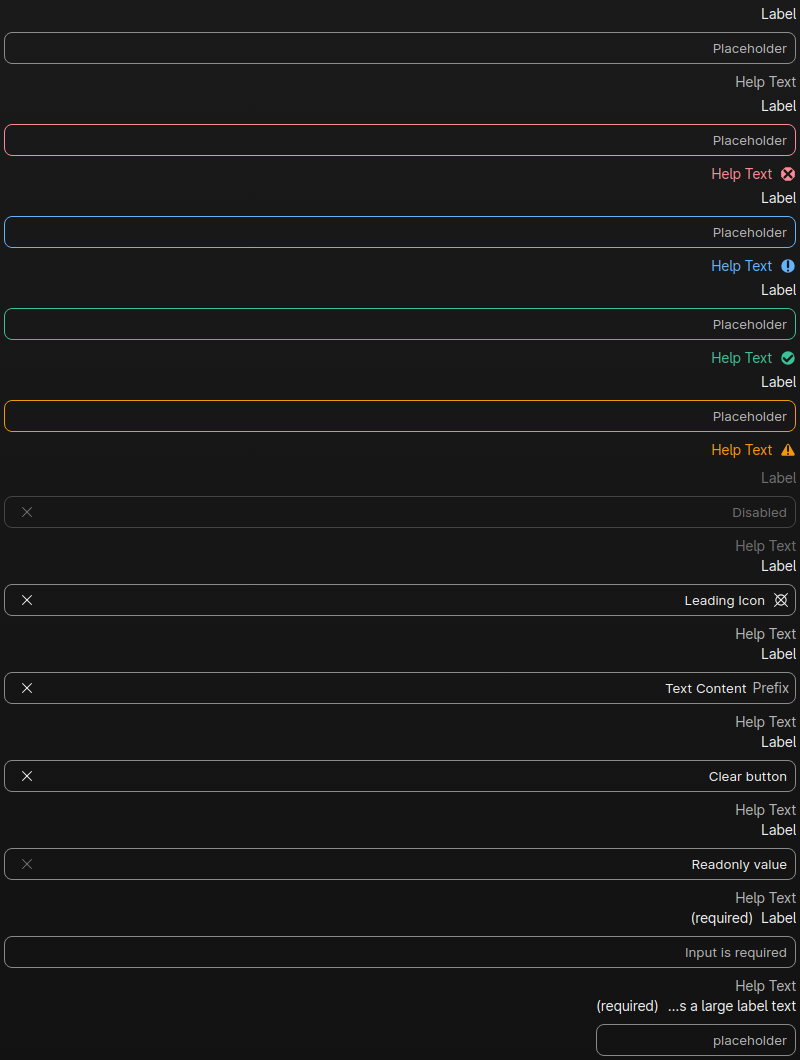 Label
Placeholder
Help Text
Label
Placeholder
Help Text
Label
Placeholder
Help Text
Label
Placeholder
Help Text
Label
Placeholder
Help Text
Label
Disabled
Help Text
Label
Leading Icon
Help Text
Label
Text Content Prefix
Help Text
Label
Clear button
Help Text
Label
Readonly value
Help Text
(required) Label
Input is required
Help Text
(required) ...s a large label text
placeholder